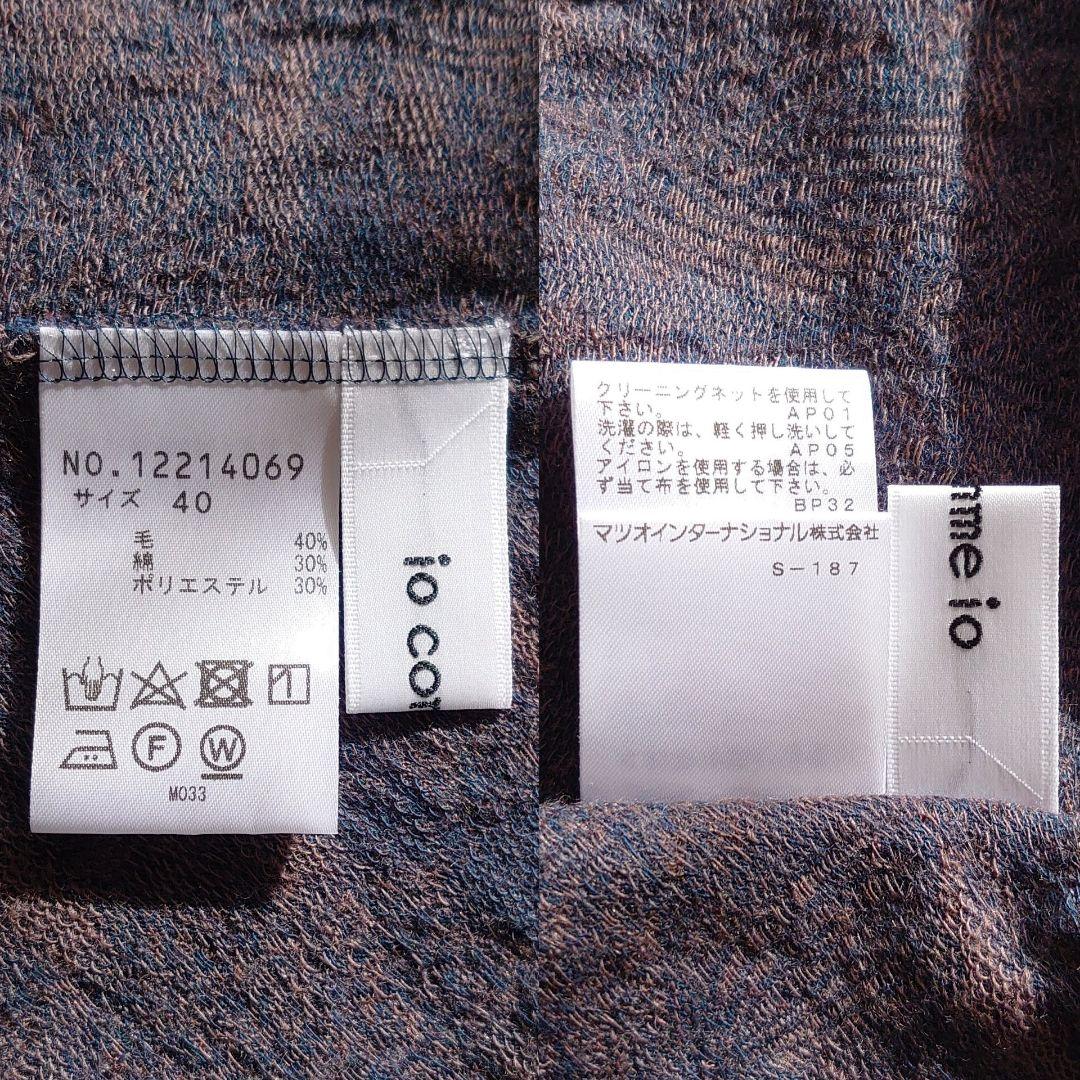 NO.12214069
サイズ 40
毛 40%
綿 30%
ポリエステル 30%
F W
M033
io co
クリーニングネットを使用して
下さい。 AP01
洗濯の際は、軽く押し洗いして
ください。 AP05
アイロンを使用する場合は、必
ず当て布を使用して下さい。
BP32
マツオインターナショナル株式会社
S-187
mme io